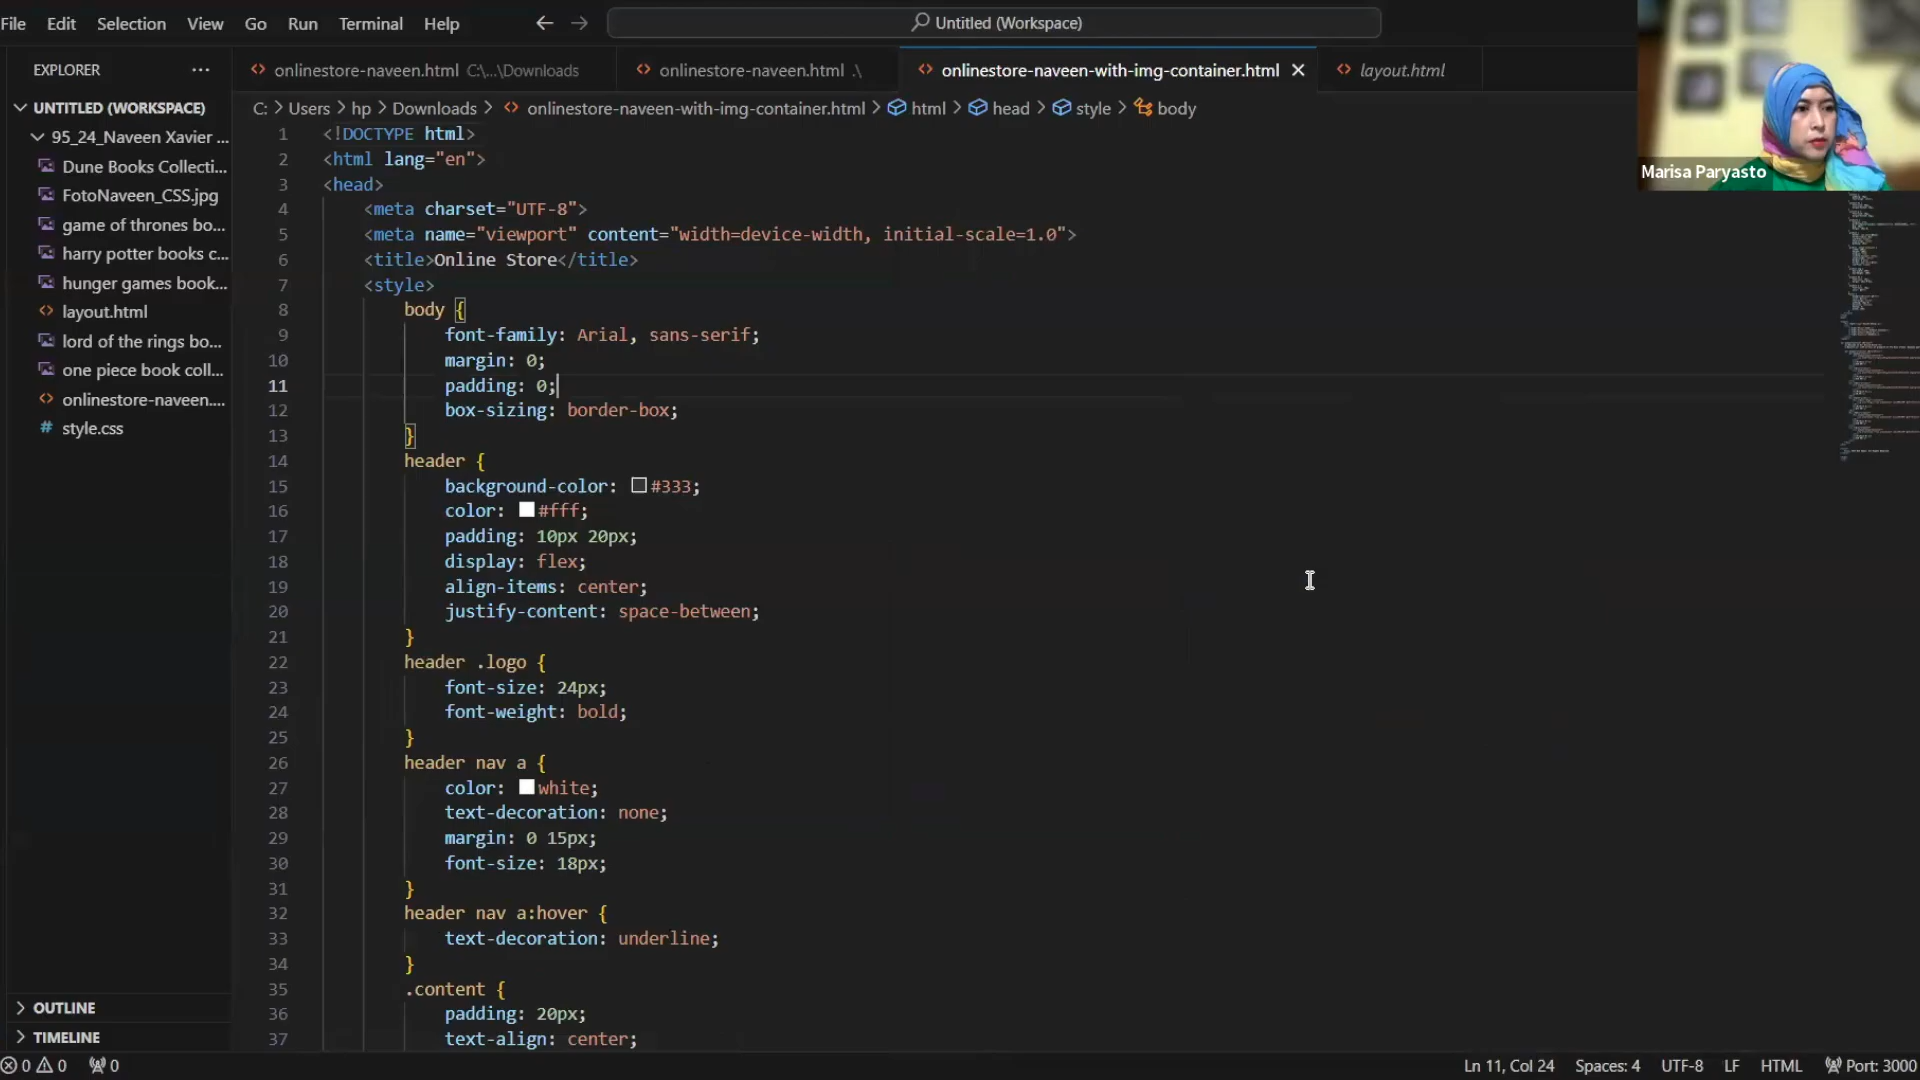 File Edit Selection View Go Run Terminal Help
Untitled (Workspace)
EXPLORER ...
UNTITLED (WORKSPACE)
95_24_Naveen Xavier ...
Dune Books Collecti...
FotoNaveen_CSS.jpg
game of thrones bo...
harry potter books c...
hunger games book...
layout.html
lord of the rings bo...
one piece book coll...
onlinestore-naveen....
# style.css
OUTLINE
TIMELINE
onlinestore-naveen.html C:\...\Downloads
onlinestore-naveen.html .\
onlinestore-naveen-with-img-container.html
layout.html
C: > Users > hp > Downloads > onlinestore-naveen-with-img-container.html > html > head > style > body
1 <!DOCTYPE html>
2 <html lang="en">
3 <head>
4 <meta charset="UTF-8">
5 <meta name="viewport" content="width=device-width, initial-scale=1.0">
6 <title>Online Store</title>
7 <style>
8 body {
9 font-family: Arial, sans-serif;
10 margin: 0;
11 padding: 0;
12 box-sizing: border-box;
13 }
14 header {
15 background-color: #333;
16 color: #fff;
17 padding: 10px 20px;
18 display: flex;
19 align-items: center;
20 justify-content: space-between;
21 }
22 header .logo {
23 font-size: 24px;
24 font-weight: bold;
25 }
26 header nav a {
27 color: white;
28 text-decoration: none;
29 margin: 0 15px;
30 font-size: 18px;
31 }
32 header nav a:hover {
33 text-decoration: underline;
34 }
35 .content {
36 padding: 20px;
37 text-align: center;
Marisa Paryasto
0 0 0
Ln 11, Col 24 Spaces: 4 UTF-8 LF HTML Port: 3000